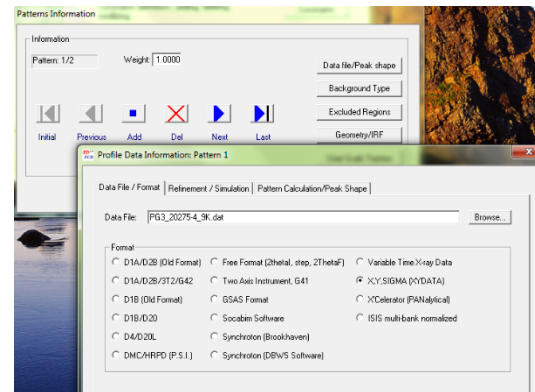 Patterns Information
Information
Pattern: 1/2
Weight: 1.0000
Data file/Peak shape
Background Type
Excluded Regions
Geometry/IRF
Initial Previous Add Del Next Last
Profile Data Information: Pattern 1
Data File / Format Refinement / Simulation Pattern Calculation/Peak Shape
Data File: PG3_20275-4_9K.dat Browse...
Format
D1A/D2B (Old Format) Free Format (2thetaI, step, 2ThetaF) Variable Time X-ray Data
D1A/D2B/3T2/G42 Two Axis Instrument, G41 X,Y,SIGMA (XYDATA)
D1B (Old Format) GSAS Format X'Celerator (PANalytical)
D1B/D20 Socabim Software ISIS multi-bank normalized
D4/D20L Synchroton (Brookhaven)
DMC/HRPD (P.S.I.) Synchroton (DBWS Software)